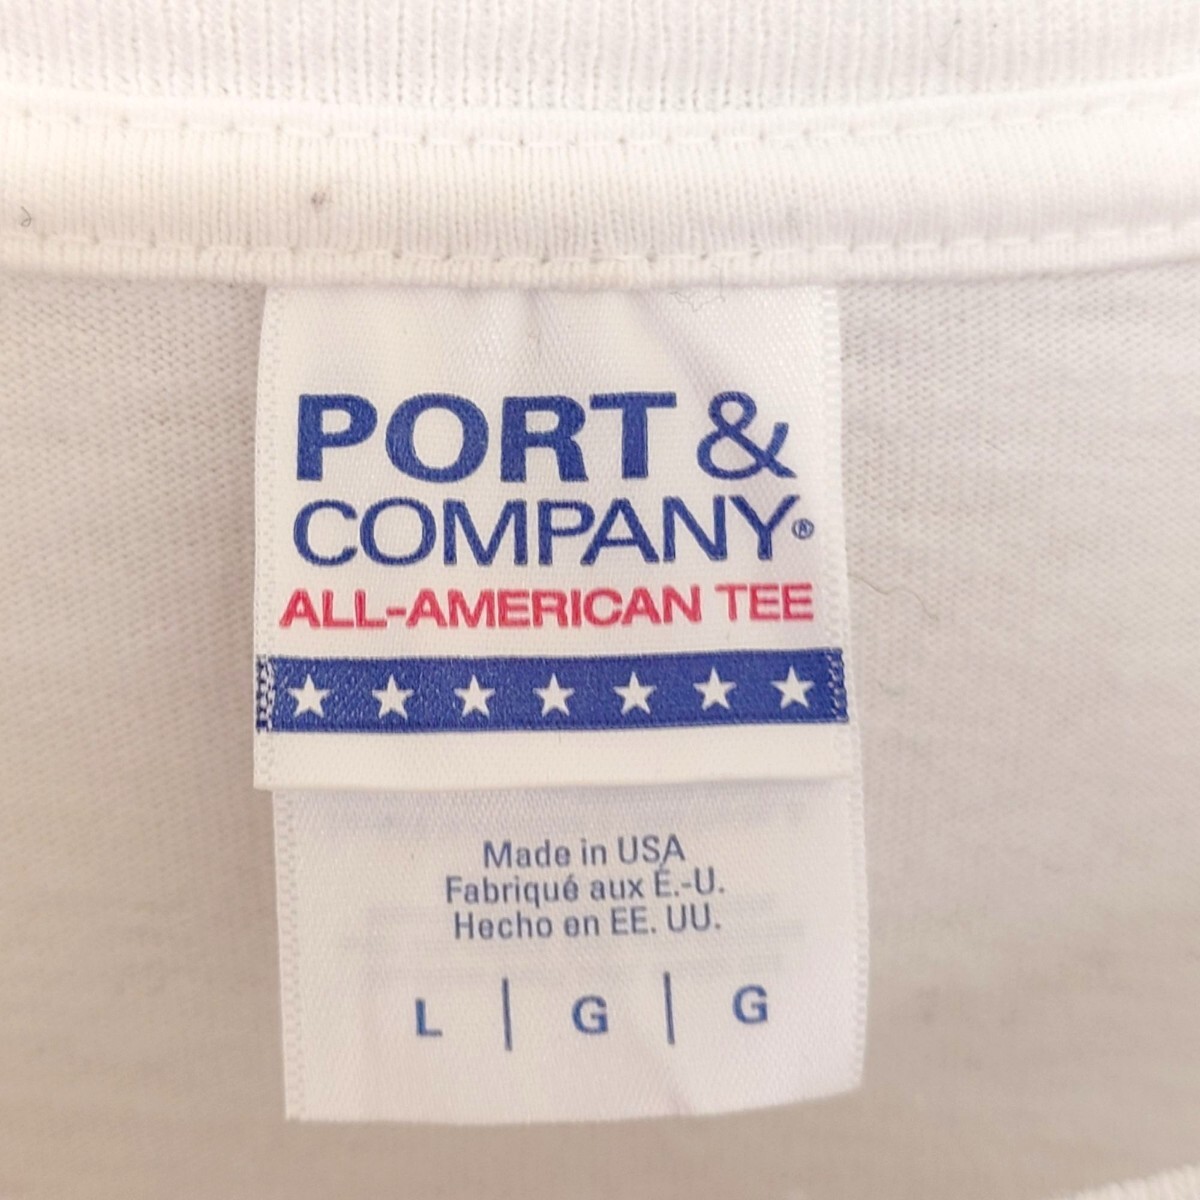 PORT &
COMPANY®
ALL-AMERICAN TEE
Made in USA
Fabriqué aux É.-U.
Hecho en EE. UU.
L | G | G